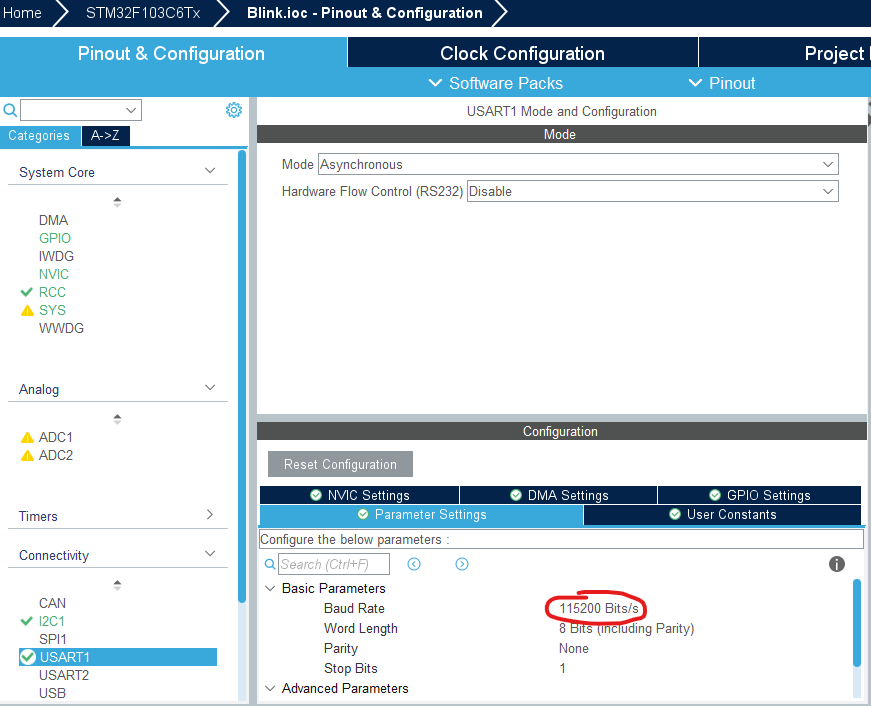 Home STM32F103C6Tx Blink.ioc - Pinout & Configuration
Pinout & Configuration Clock Configuration Project
Software Packs Pinout
Categories A->Z
System Core
DMA
GPIO
IWDG
NVIC
RCC
SYS
WWDG
Analog
ADC1
ADC2
Timers
Connectivity
CAN
I2C1
SPI1
USART1
USART2
USB
USART1 Mode and Configuration
Mode
Mode Asynchronous
Hardware Flow Control (RS232) Disable
Configuration
Reset Configuration
NVIC Settings DMA Settings GPIO Settings
Parameter Settings User Constants
Configure the below parameters :
Search (Ctrl+F)
Basic Parameters
Baud Rate 115200 Bits/s
Word Length 8 Bits (including Parity)
Parity None
Stop Bits 1
Advanced Parameters